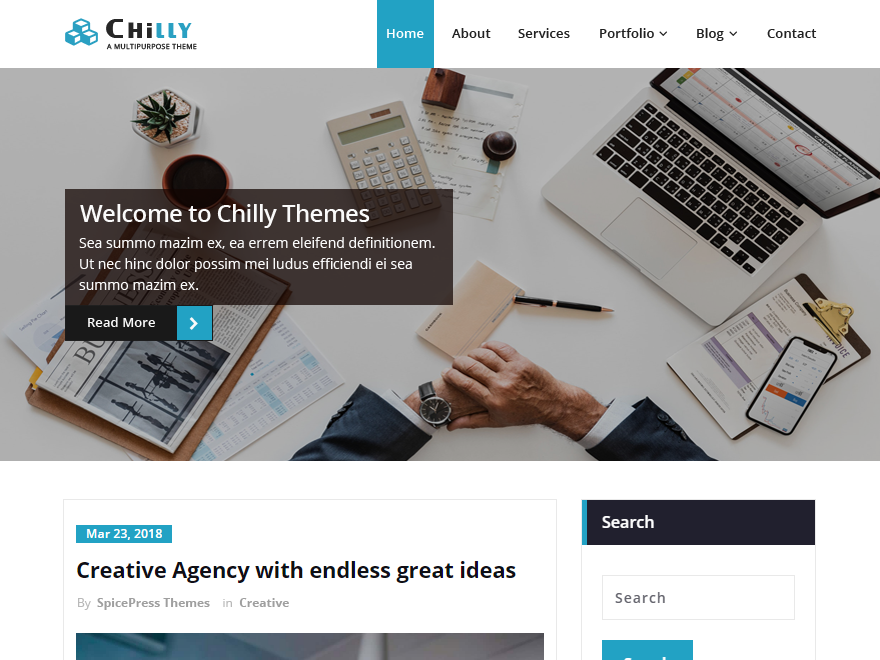 CHiLLY
A MULTIPURPOSE THEME
Home About Services Portfolio Blog Contact
Welcome to Chilly Themes
Sea summo mazim ex, ea errem eleifend definitionem.
Ut nec hinc dolor possim mei ludus efficiendi ei sea
summo mazim ex.
Read More
Mar 23, 2018
Creative Agency with endless great ideas
By SpicePress Themes in Creative
Search
Search